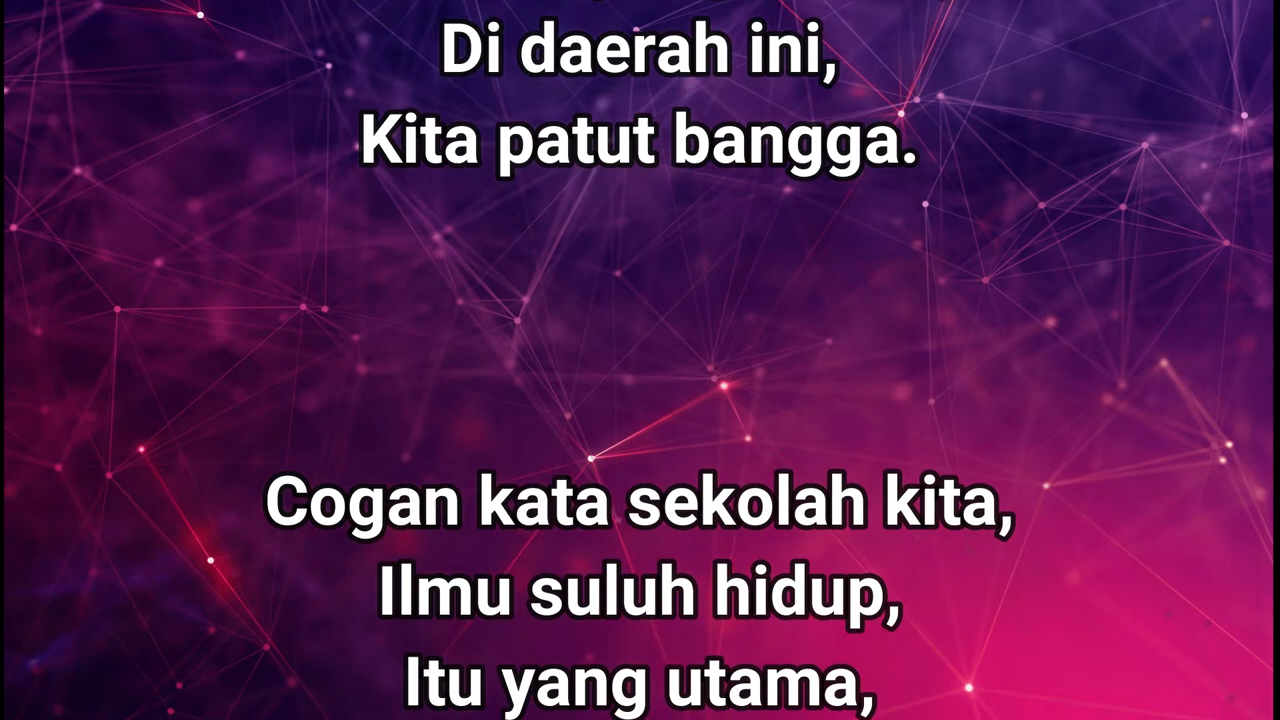 Di daerah ini,
Kita patut bangga.
Cogan kata sekolah kita,
Ilmu suluh hidup,
Itu yang utama,